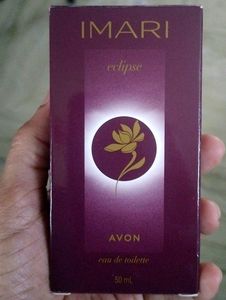 IMARI
eclipse
AVON
eau de toilette
50 mL